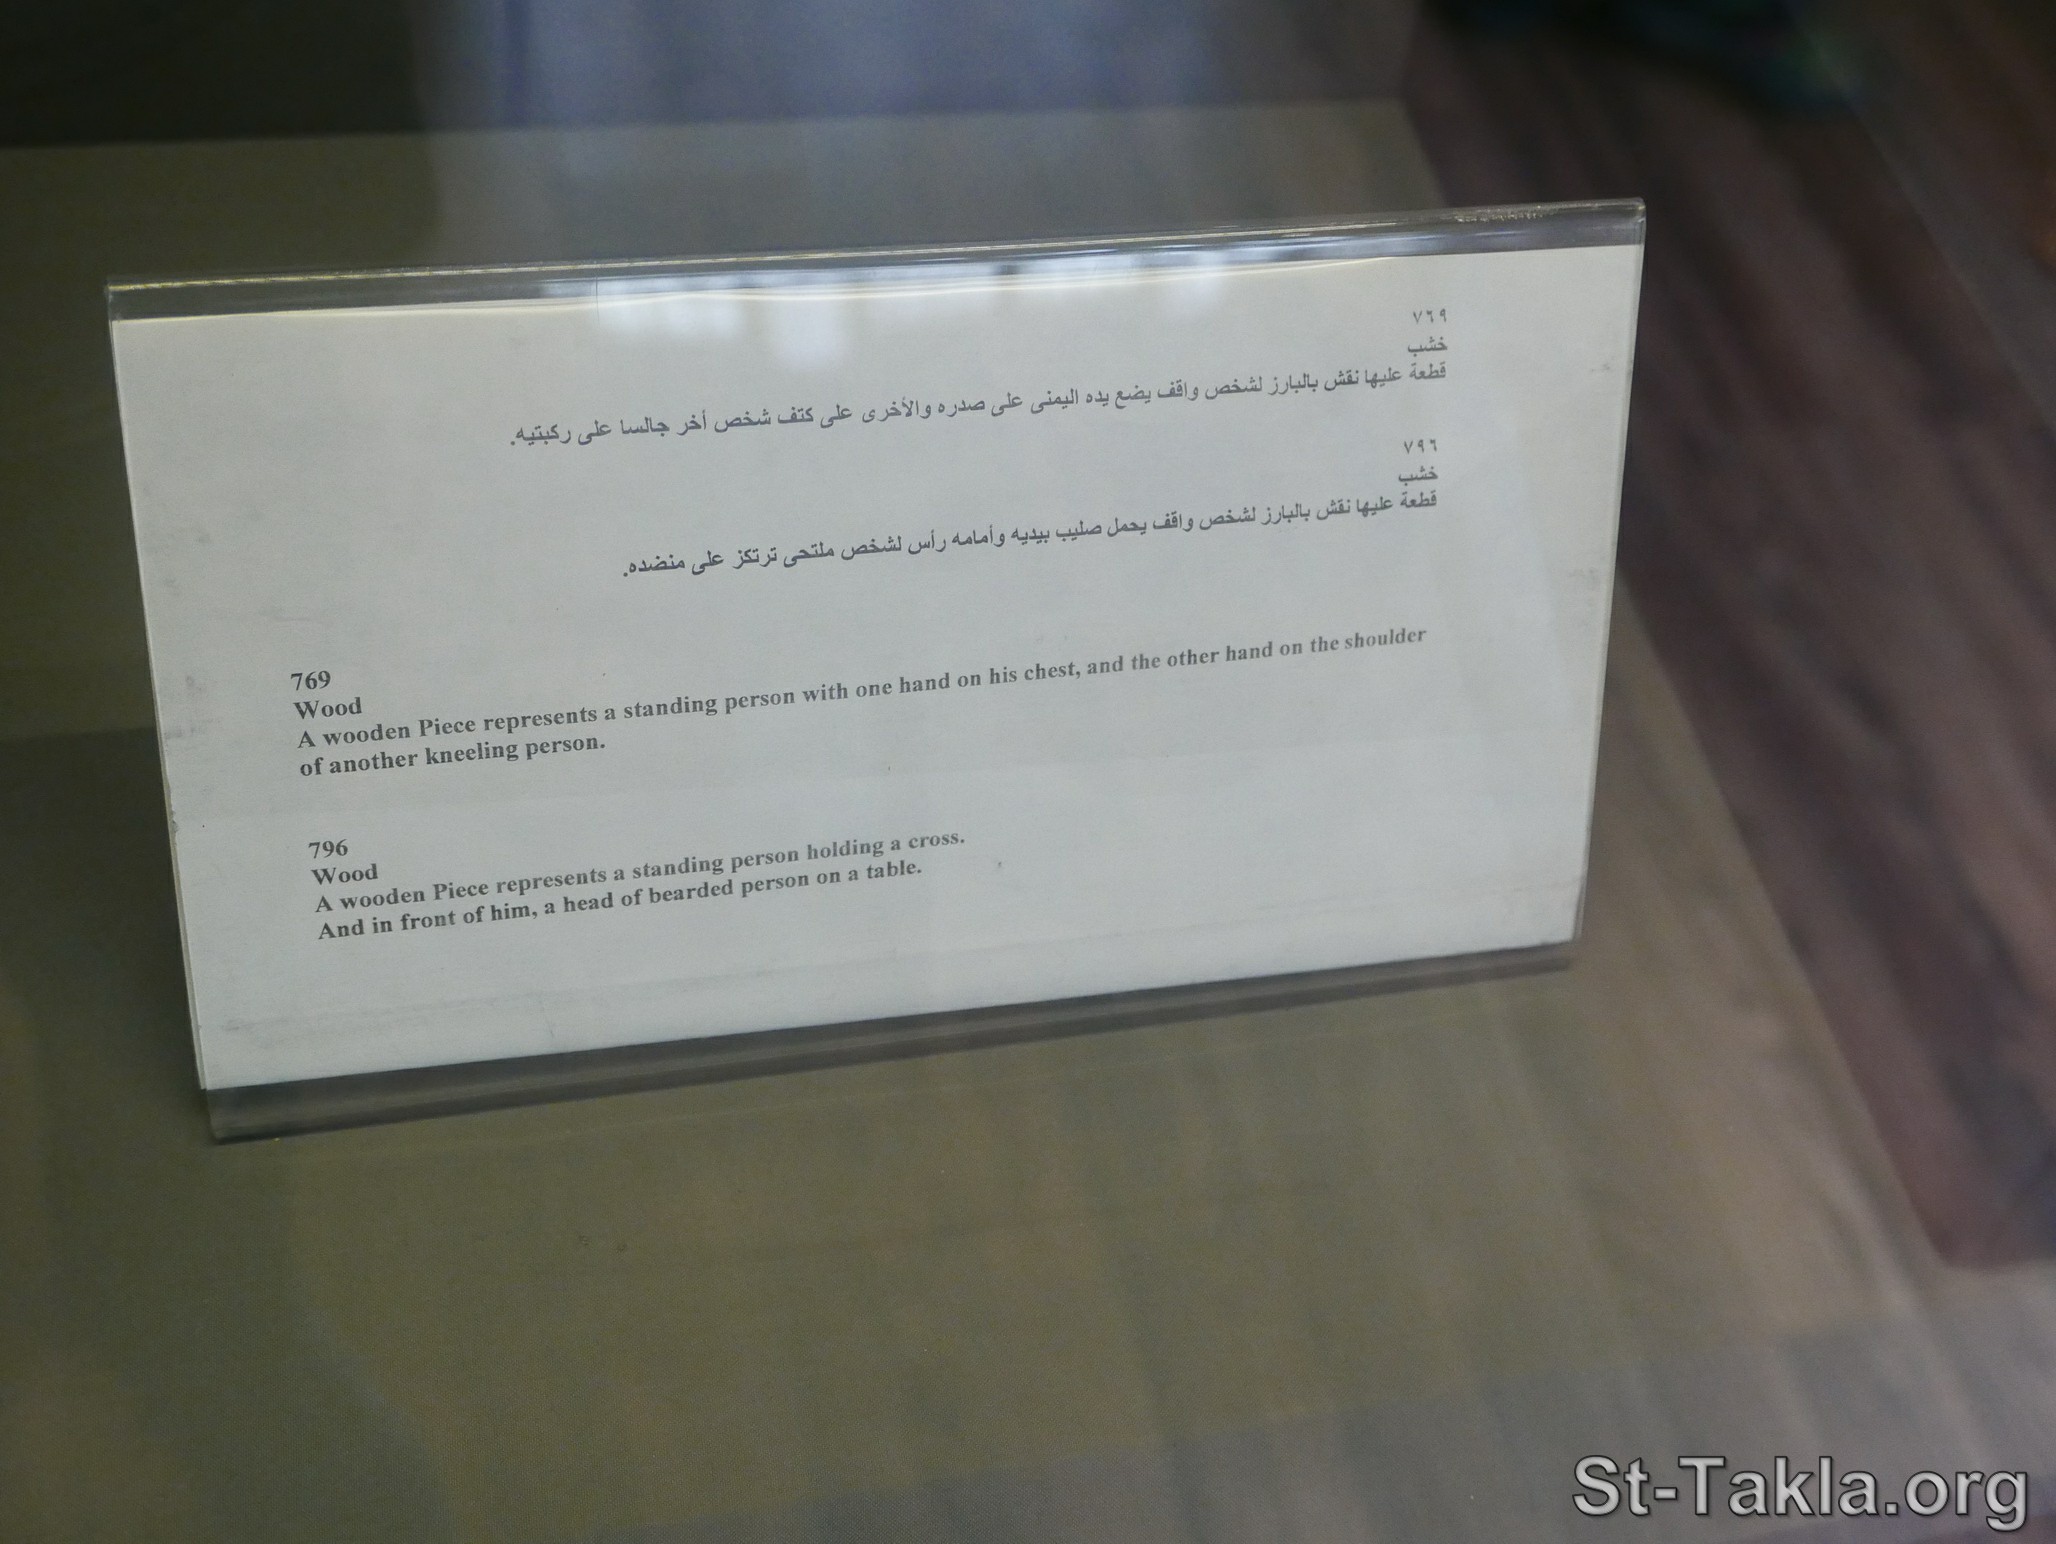 ٧٦٩
خشب
قطعة عليها نقش بالبارز لشخص واقف يضع يده اليمنى على صدره والأخرى على كتف شخص أخر جالسا على ركبتيه.
٧٩٦
خشب
قطعة عليها نقش بالبارز لشخص واقف يحمل صليب بيديه وأمامه رأس لشخص ملتحى ترتكز على منضده.
769
Wood
A wooden Piece represents a standing person with one hand on his chest, and the other hand on the shoulder
of another kneeling person.
796
Wood
A wooden Piece represents a standing person holding a cross.
And in front of him, a head of bearded person on a table.
St-Takla.org